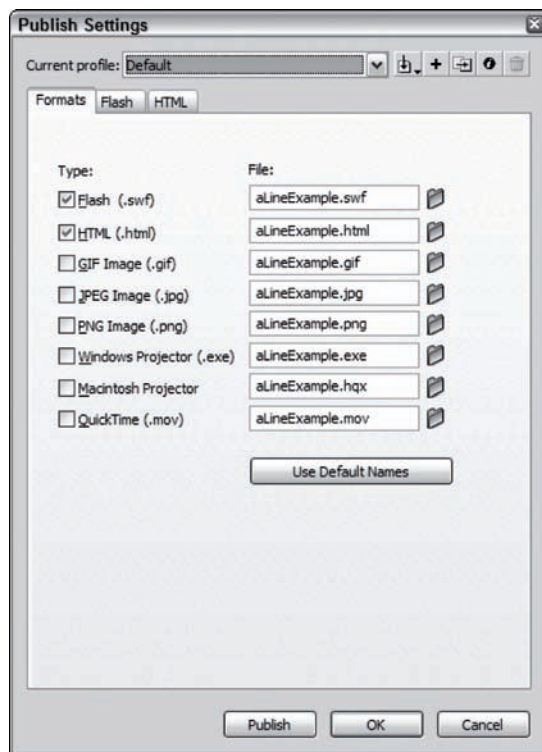 Publish Settings
Current profile: Default
Formats Flash HTML
Type: File:
Flash (.swf) aLineExample.swf
HTML (.html) aLineExample.html
GIF Image (.gif) aLineExample.gif
JPEG Image (.jpg) aLineExample.jpg
PNG Image (.png) aLineExample.png
Windows Projector (.exe) aLineExample.exe
Macintosh Projector aLineExample.hqx
QuickTime (.mov) aLineExample.mov
Use Default Names
Publish OK Cancel